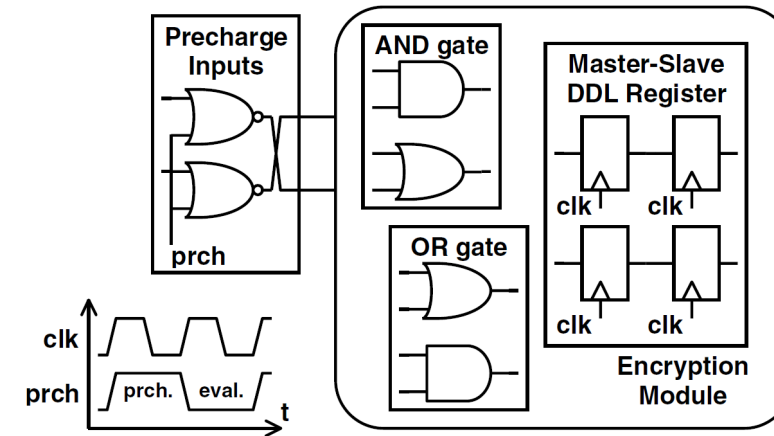 Precharge
Inputs
prch
AND gate
OR gate
Master-Slave
DDL Register
clk
clk
clk
clk
Encryption
Module
clk
prch
prch.
eval.
t